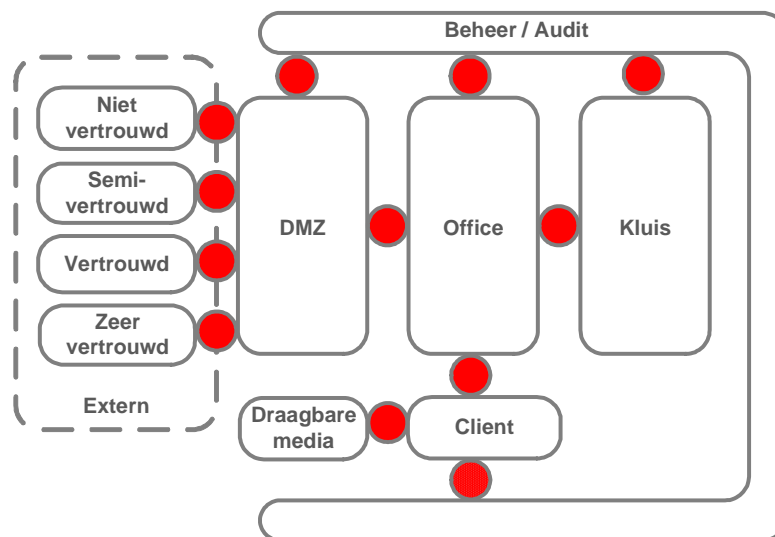 Beheer / Audit
Niet
vertrouwd
Semi-
vertrouwd
Vertrouwd
Zeer
vertrouwd
Extern
DMZ
Office
Kluis
Draagbare
media
Client